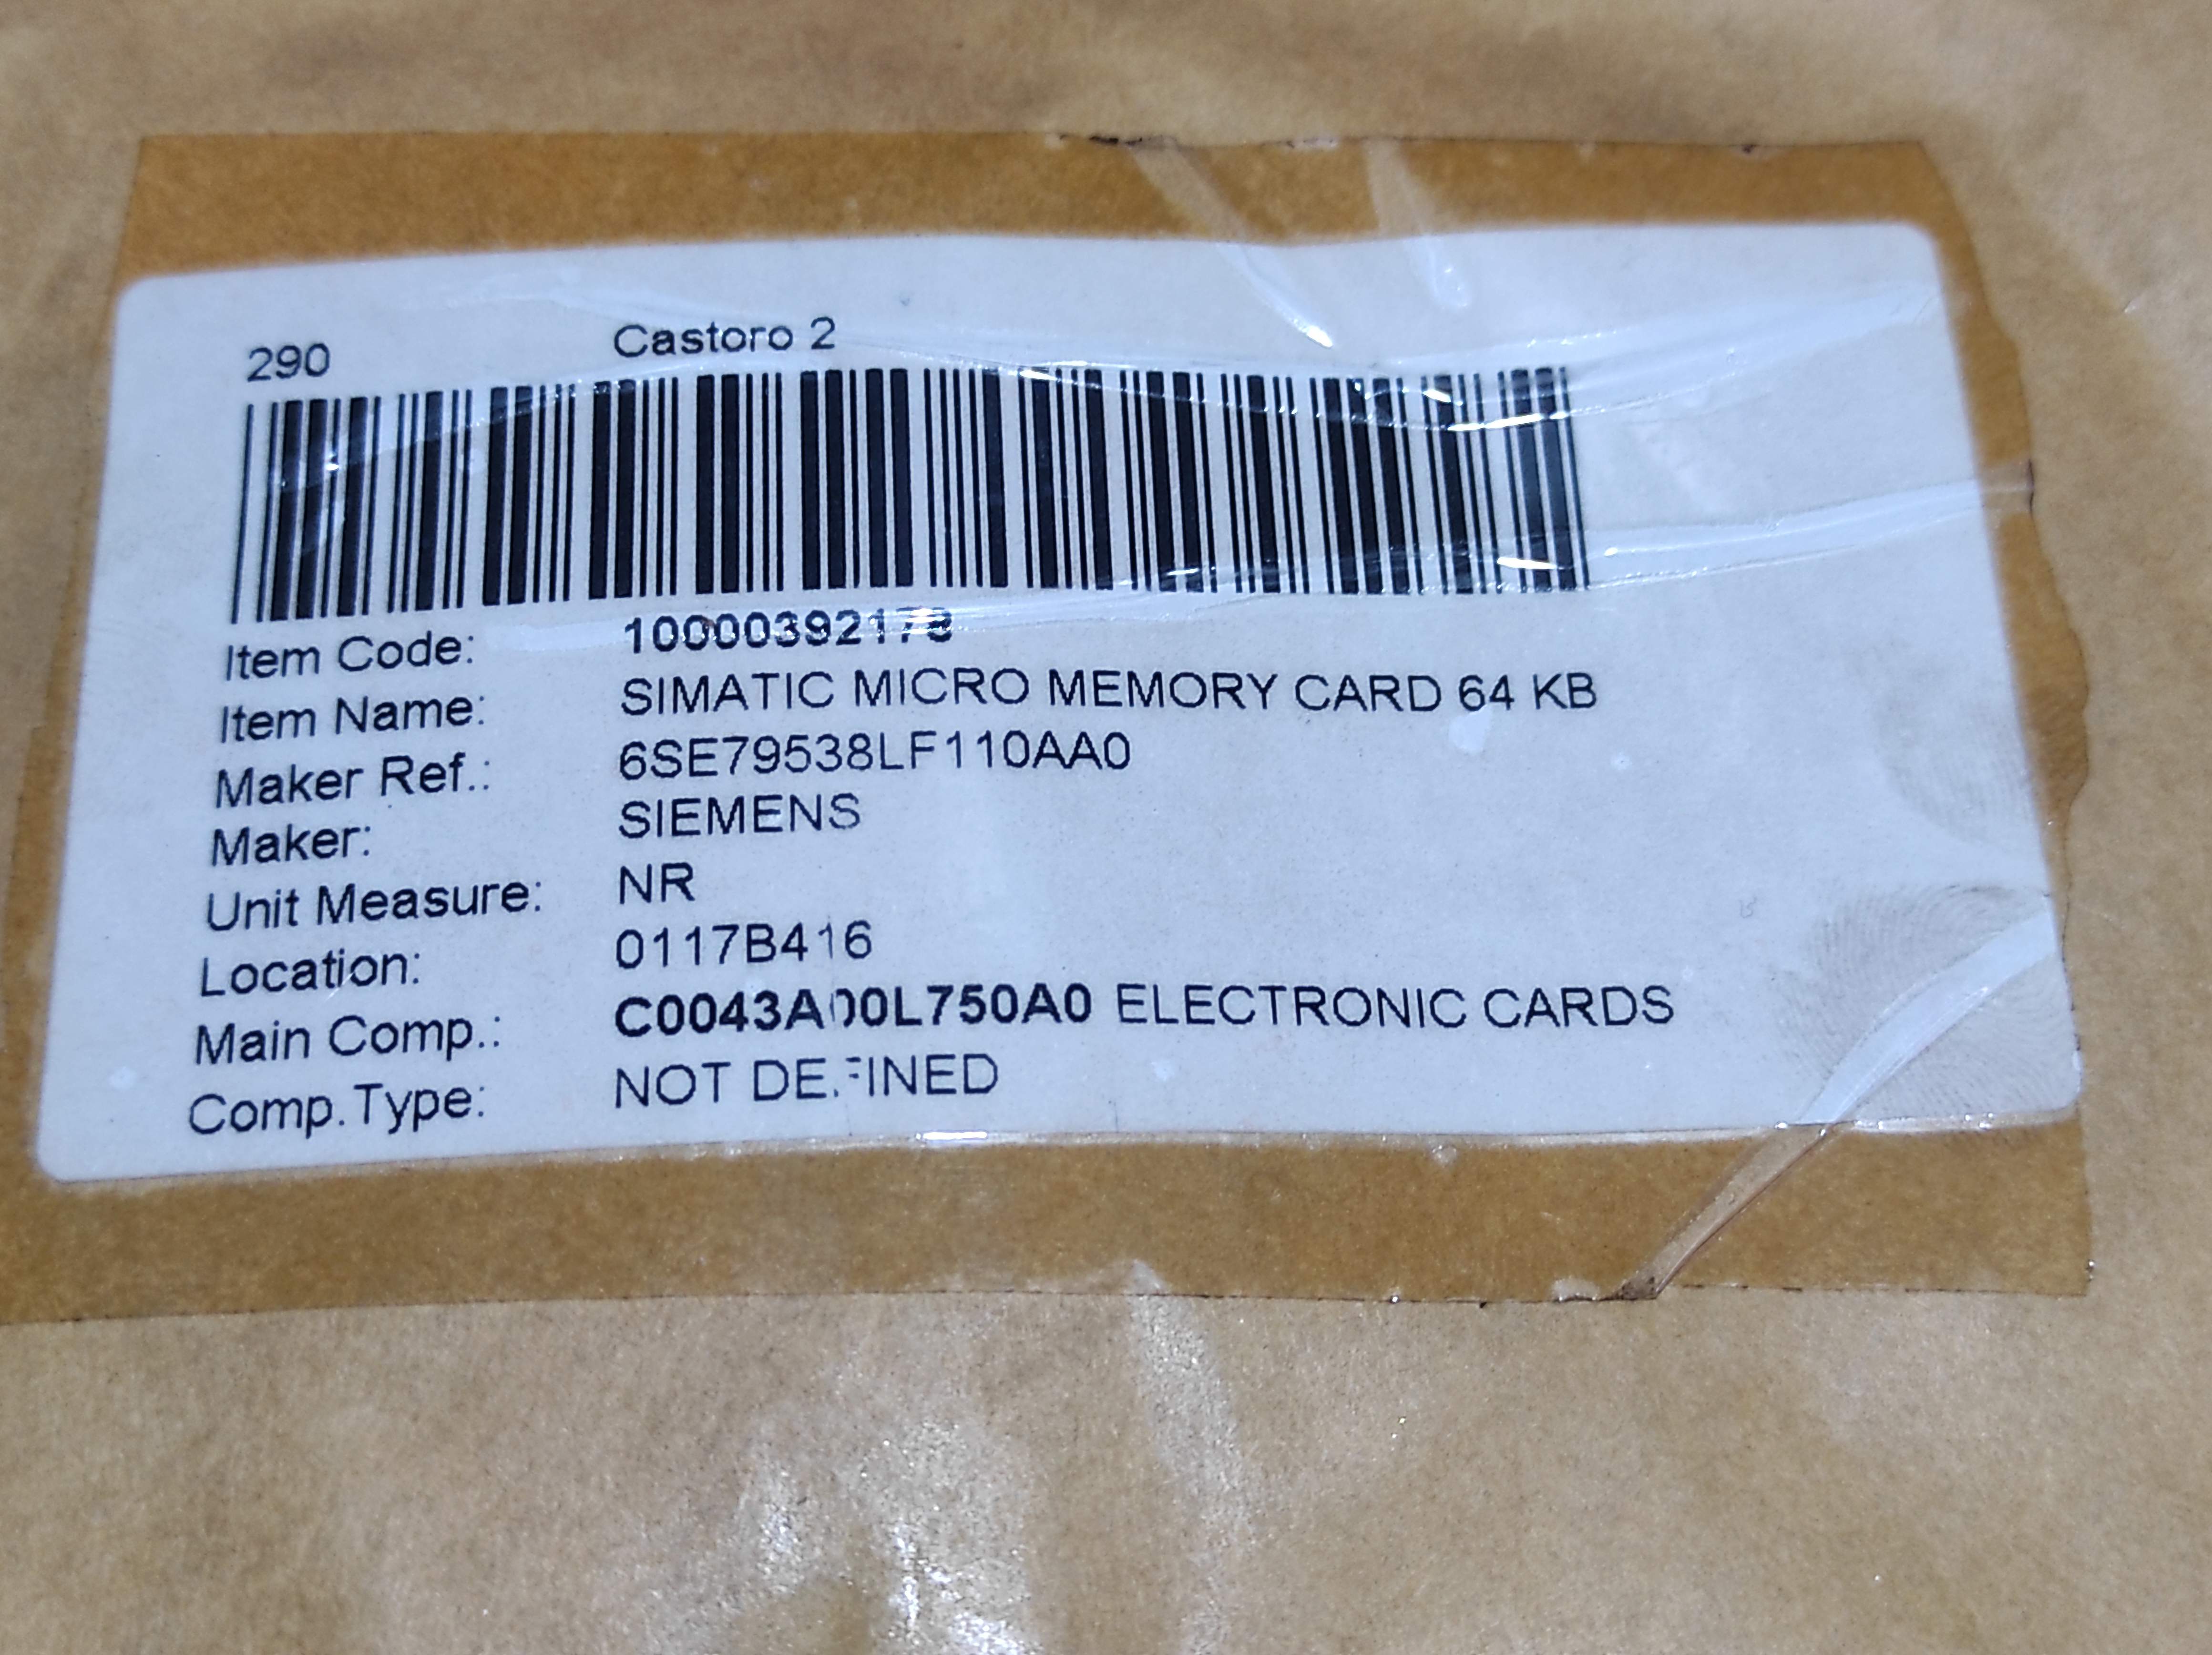 290 Castoro 2
Item Code: 10000392178
Item Name: SIMATIC MICRO MEMORY CARD 64 KB
Maker Ref.: 6SE79538LF110AA0
Maker: SIEMENS
Unit Measure: NR
Location: 0117B416
Main Comp.: C0043A00L750A0 ELECTRONIC CARDS
Comp.Type: NOT DEFINED